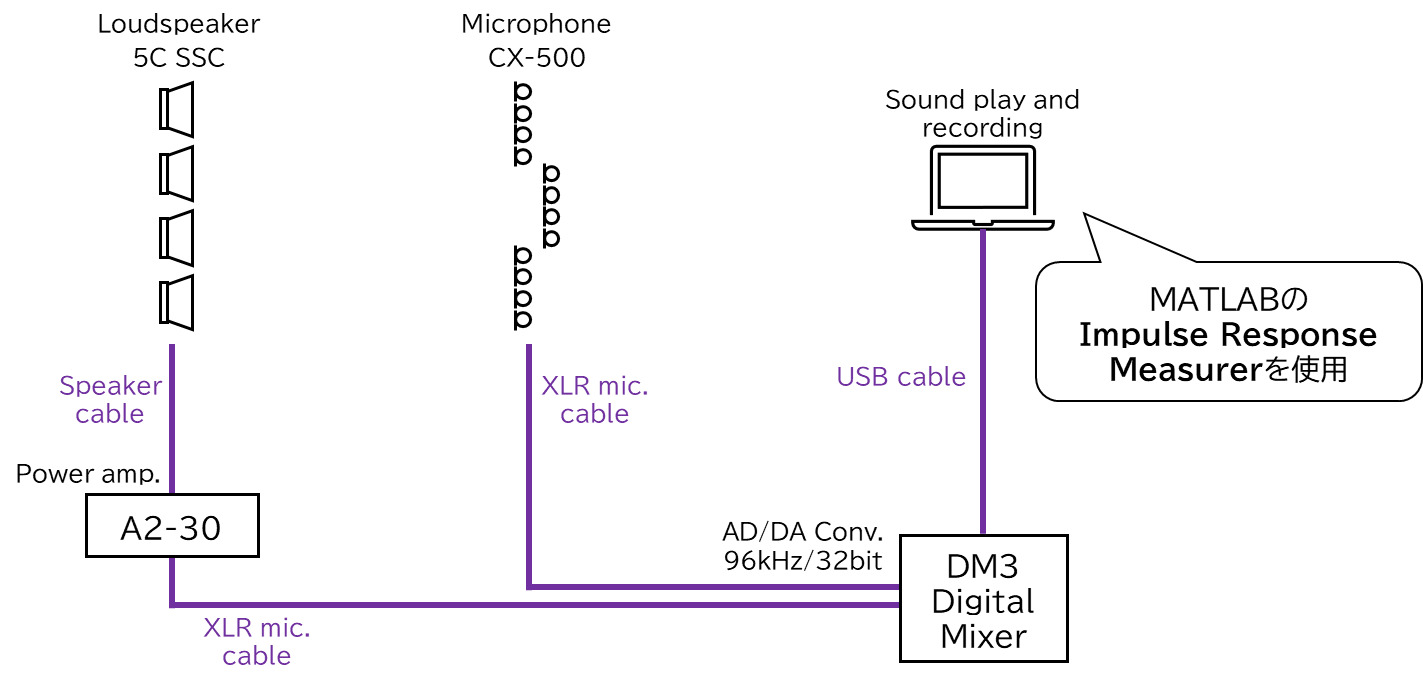 Loudspeaker
5C SSC
Microphone
CX-500
Sound play and
recording
MATLABの
Impulse Response
Measurerを使用
Speaker
cable
XLR mic.
cable
USB cable
Power amp.
A2-30
AD/DA Conv.
96kHz/32bit
DM3
Digital
Mixer
XLR mic.
cable